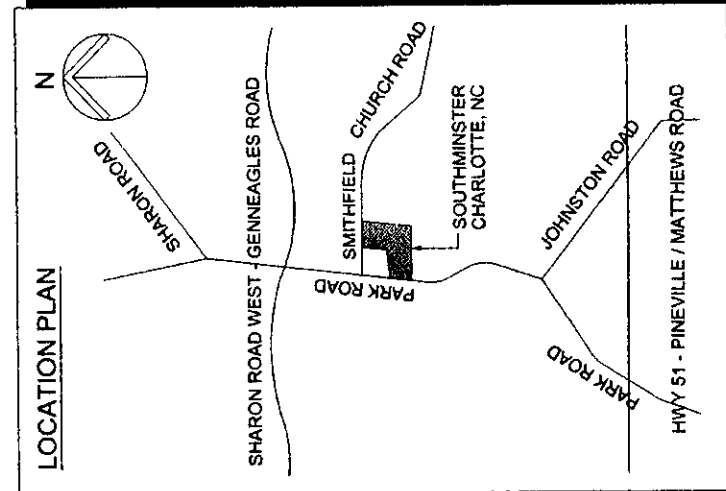 LOCATION PLAN
N
SHARON ROAD
SHARON ROAD WEST - GENNEAGLES ROAD
SMITHFIELD
CHURCH ROAD
PARK ROAD
SOUTHMINSTER
CHARLOTTE, NC
JOHNSTON ROAD
PARK ROAD
HWY 51 - PINEVILLE / MATTHEWS ROAD